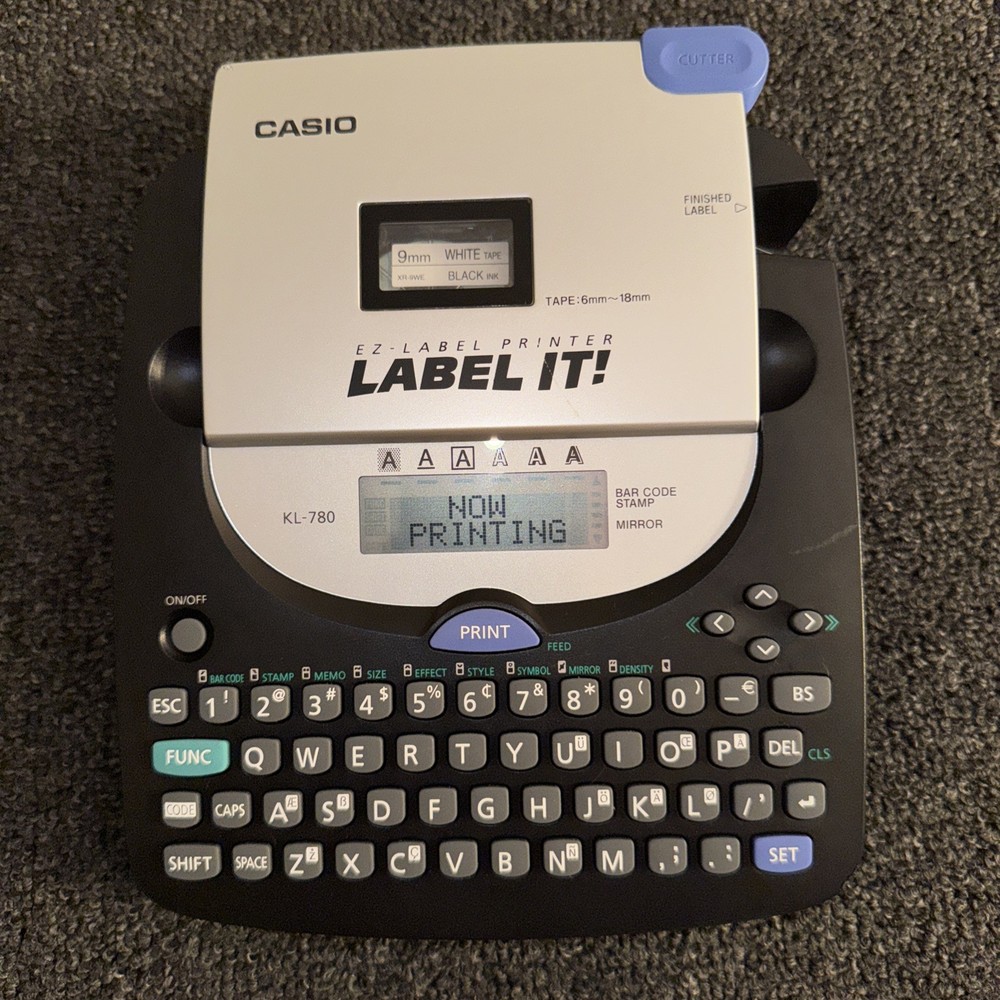 CUTTER
CASIO
FINISHED
LABEL
9mm WHITE TAPE
XR-9WE BLACK INK
TAPE:6mm~18mm
EZ-LABEL PRINTER
LABEL IT!
A A A A A A
KL-780
NOW
PRINTING
BAR CODE
STAMP
MIRROR
ON/OFF
PRINT
FEED
BAR CODE STAMP MEMO SIZE EFFECT STYLE SYMBOL MIRROR DENSITY
ESC 1! 2@ 3# 4$ 5% 6¢ 7& 8* 9( 0) –€ BS
FUNC Q W E R T Y U I O P DEL CLS
CODE CAPS A S D F G H J K L /' ↵
SHIFT SPACE Z X C V B N M ,; .: SET